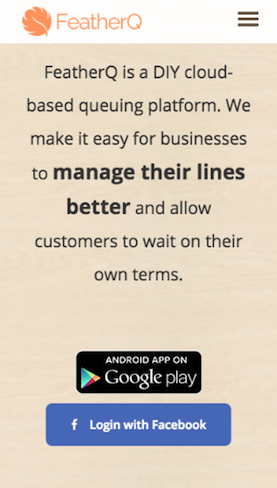 FeatherQ
FeatherQ is a DIY cloud-
based queuing platform. We
make it easy for businesses
to manage their lines
better and allow
customers to wait on their
own terms.
ANDROID APP ON
Google play
f Login with Facebook